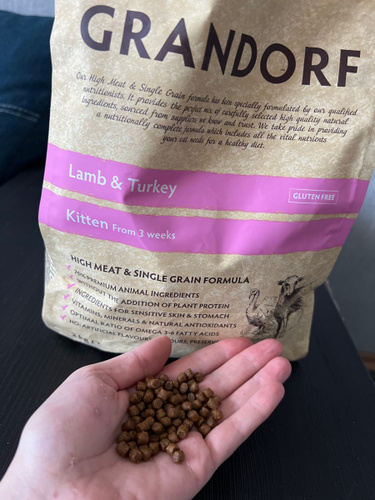 GRANDORF
Our High Meat & Single Grain formula has been specially formulated by our qualified
nutritionists. It provides the perfect mix of carefully selected high quality natural
ingredients, sourced from suppliers we know and trust. We take pride in providing
a nutritionally complete formula which includes all the vital nutrients
your cat needs for a healthy diet.
Lamb & Turkey
GLUTEN FREE
Kitten From 3 weeks
HIGH MEAT & SINGLE GRAIN FORMULA
70% PREMIUM ANIMAL INGREDIENTS
WITHOUT THE ADDITION OF PLANT PROTEIN
INGREDIENTS FOR SENSITIVE SKIN & STOMACH
VITAMINS, MINERALS & NATURAL ANTIOXIDANTS
OPTIMAL RATIO OF OMEGA 3-6 FATTY ACIDS
NO: ARTIFICIAL FLAVOURS,